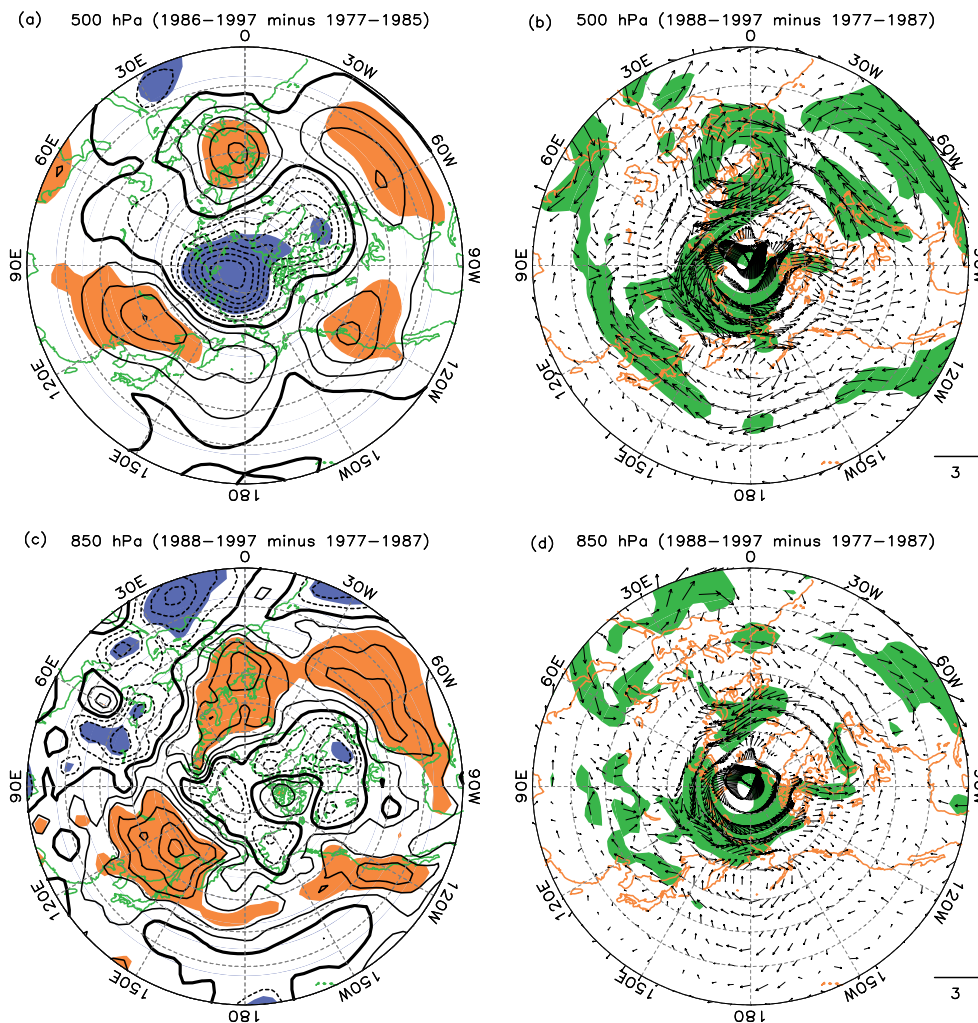 (a) 500 hPa (1986−1997 minus 1977−1985)
0
30E 30W
60E 60W
90E 90W
120E 120W
150E 150W
180
(b) 500 hPa (1988−1997 minus 1977−1987)
0
30E 30W
60E 60W
90E 90W
120E 120W
150E 150W
180
3
(c) 850 hPa (1988−1997 minus 1977−1987)
0
30E 30W
60E 60W
90E 90W
120E 120W
150E 150W
180
(d) 850 hPa (1988−1997 minus 1977−1987)
0
30E 30W
60E 60W
90E 90W
120E 120W
150E 150W
180
3